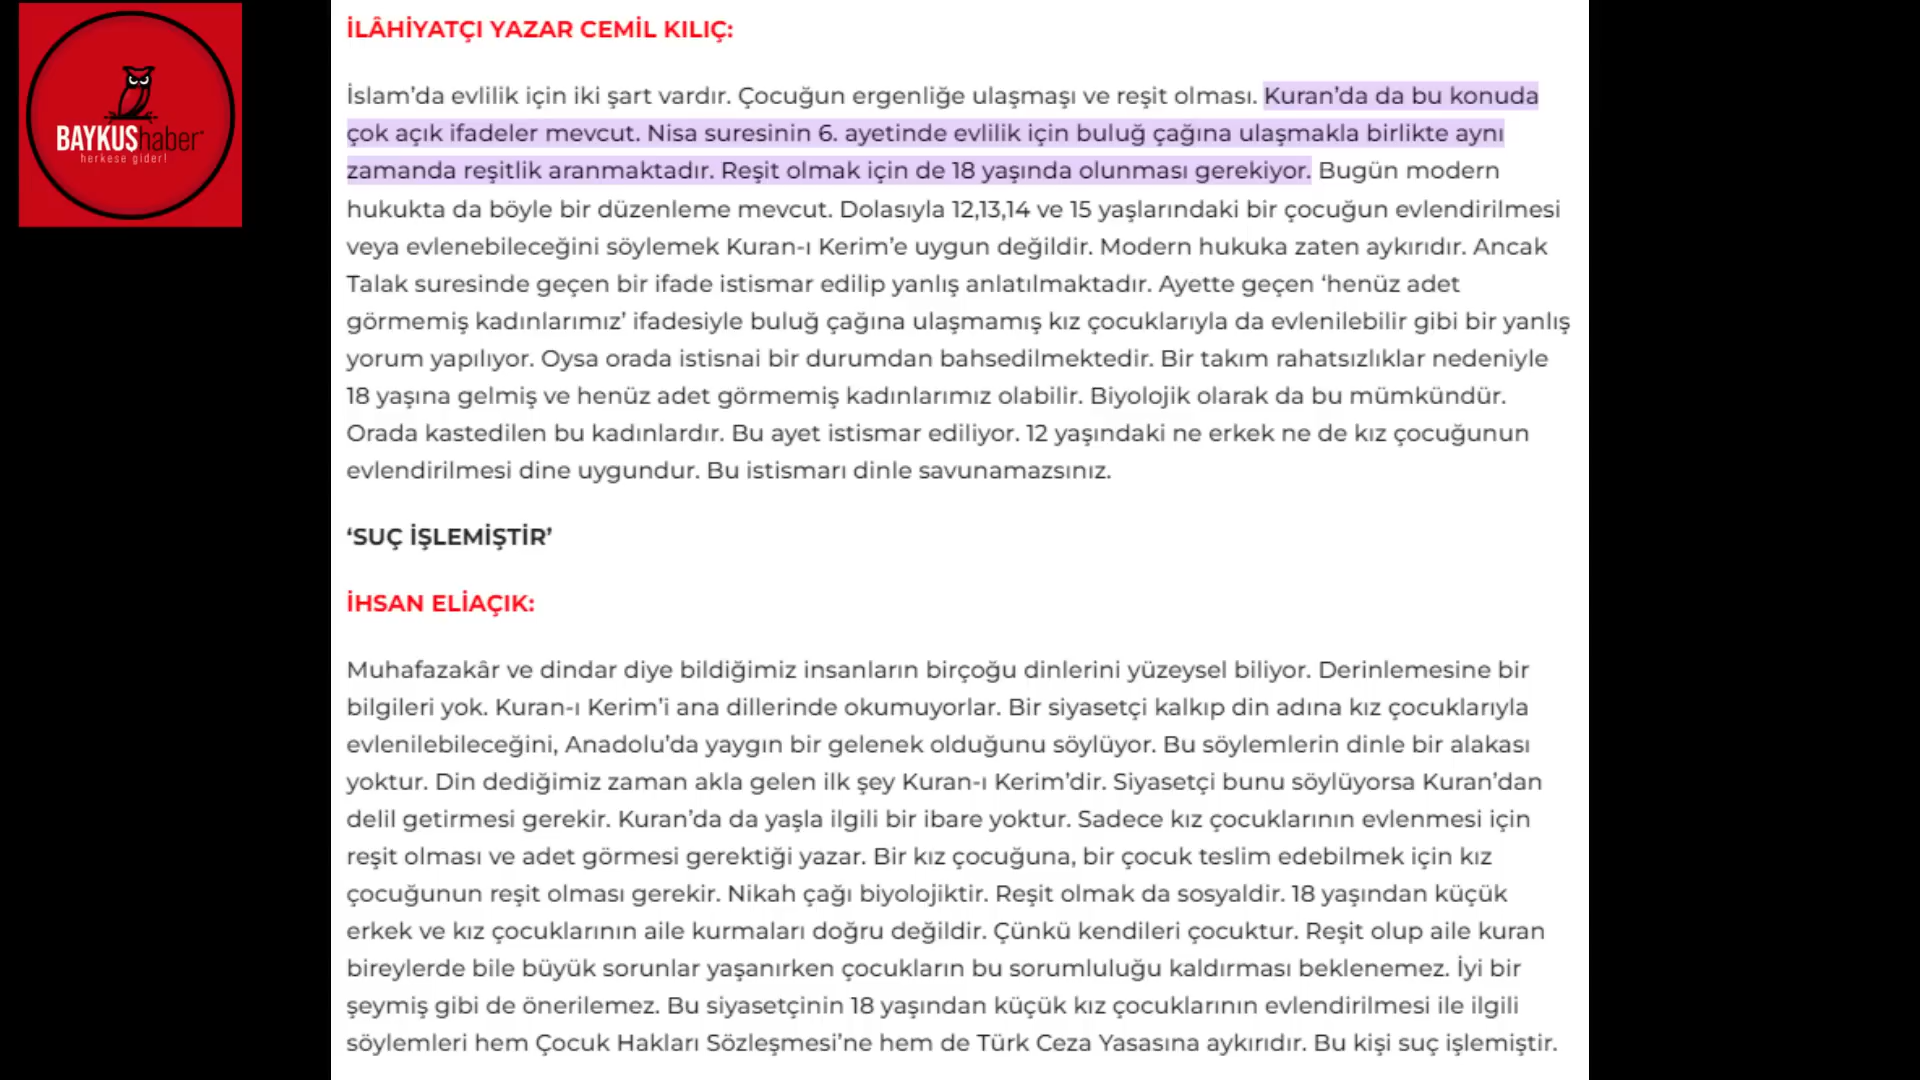 BAYKUŞhaber
herkese gider!
İLÂHİYATÇI YAZAR CEMİL KILIÇ:
İslam’da evlilik için iki şart vardır. Çocuğun ergenliğe ulaşmaşı ve reşit olması. Kuran’da da bu konuda
çok açık ifadeler mevcut. Nisa suresinin 6. ayetinde evlilik için buluğ çağına ulaşmakla birlikte aynı
zamanda reşitlik aranmaktadır. Reşit olmak için de 18 yaşında olunması gerekiyor. Bugün modern
hukukta da böyle bir düzenleme mevcut. Dolasıyla 12,13,14 ve 15 yaşlarındaki bir çocuğun evlendirilmesi
veya evlenebileceğini söylemek Kuran-ı Kerim’e uygun değildir. Modern hukuka zaten aykırıdır. Ancak
Talak suresinde geçen bir ifade istismar edilip yanlış anlatılmaktadır. Ayette geçen ‘henüz adet
görmemiş kadınlarımız’ ifadesiyle buluğ çağına ulaşmamış kız çocuklarıyla da evlenilebilir gibi bir yanlış
yorum yapılıyor. Oysa orada istisnai bir durumdan bahsedilmektedir. Bir takım rahatsızlıklar nedeniyle
18 yaşına gelmiş ve henüz adet görmemiş kadınlarımız olabilir. Biyolojik olarak da bu mümkündür.
Orada kastedilen bu kadınlardır. Bu ayet istismar ediliyor. 12 yaşındaki ne erkek ne de kız çocuğunun
evlendirilmesi dine uygundur. Bu istismarı dinle savunamazsınız.
‘SUÇ İŞLEMİŞTİR’
İHSAN ELİAÇIK:
Muhafazakâr ve dindar diye bildiğimiz insanların birçoğu dinlerini yüzeysel biliyor. Derinlemesine bir
bilgileri yok. Kuran-ı Kerim’i ana dillerinde okumuyorlar. Bir siyasetçi kalkıp din adına kız çocuklarıyla
evlenilebileceğini, Anadolu’da yaygın bir gelenek olduğunu söylüyor. Bu söylemlerin dinle bir alakası
yoktur. Din dediğimiz zaman akla gelen ilk şey Kuran-ı Kerim’dir. Siyasetçi bunu söylüyorsa Kuran’dan
delil getirmesi gerekir. Kuran’da da yaşla ilgili bir ibare yoktur. Sadece kız çocuklarının evlenmesi için
reşit olması ve adet görmesi gerektiği yazar. Bir kız çocuğuna, bir çocuk teslim edebilmek için kız
çocuğunun reşit olması gerekir. Nikah çağı biyolojiktir. Reşit olmak da sosyaldir. 18 yaşından küçük
erkek ve kız çocuklarının aile kurmaları doğru değildir. Çünkü kendileri çocuktur. Reşit olup aile kuran
bireylerde bile büyük sorunlar yaşanırken çocukların bu sorumluluğu kaldırması beklenemez. İyi bir
şeymiş gibi de önerilemez. Bu siyasetçinin 18 yaşından küçük kız çocuklarının evlendirilmesi ile ilgili
söylemleri hem Çocuk Hakları Sözleşmesi’ne hem de Türk Ceza Yasasına aykırıdır. Bu kişi suç işlemiştir.